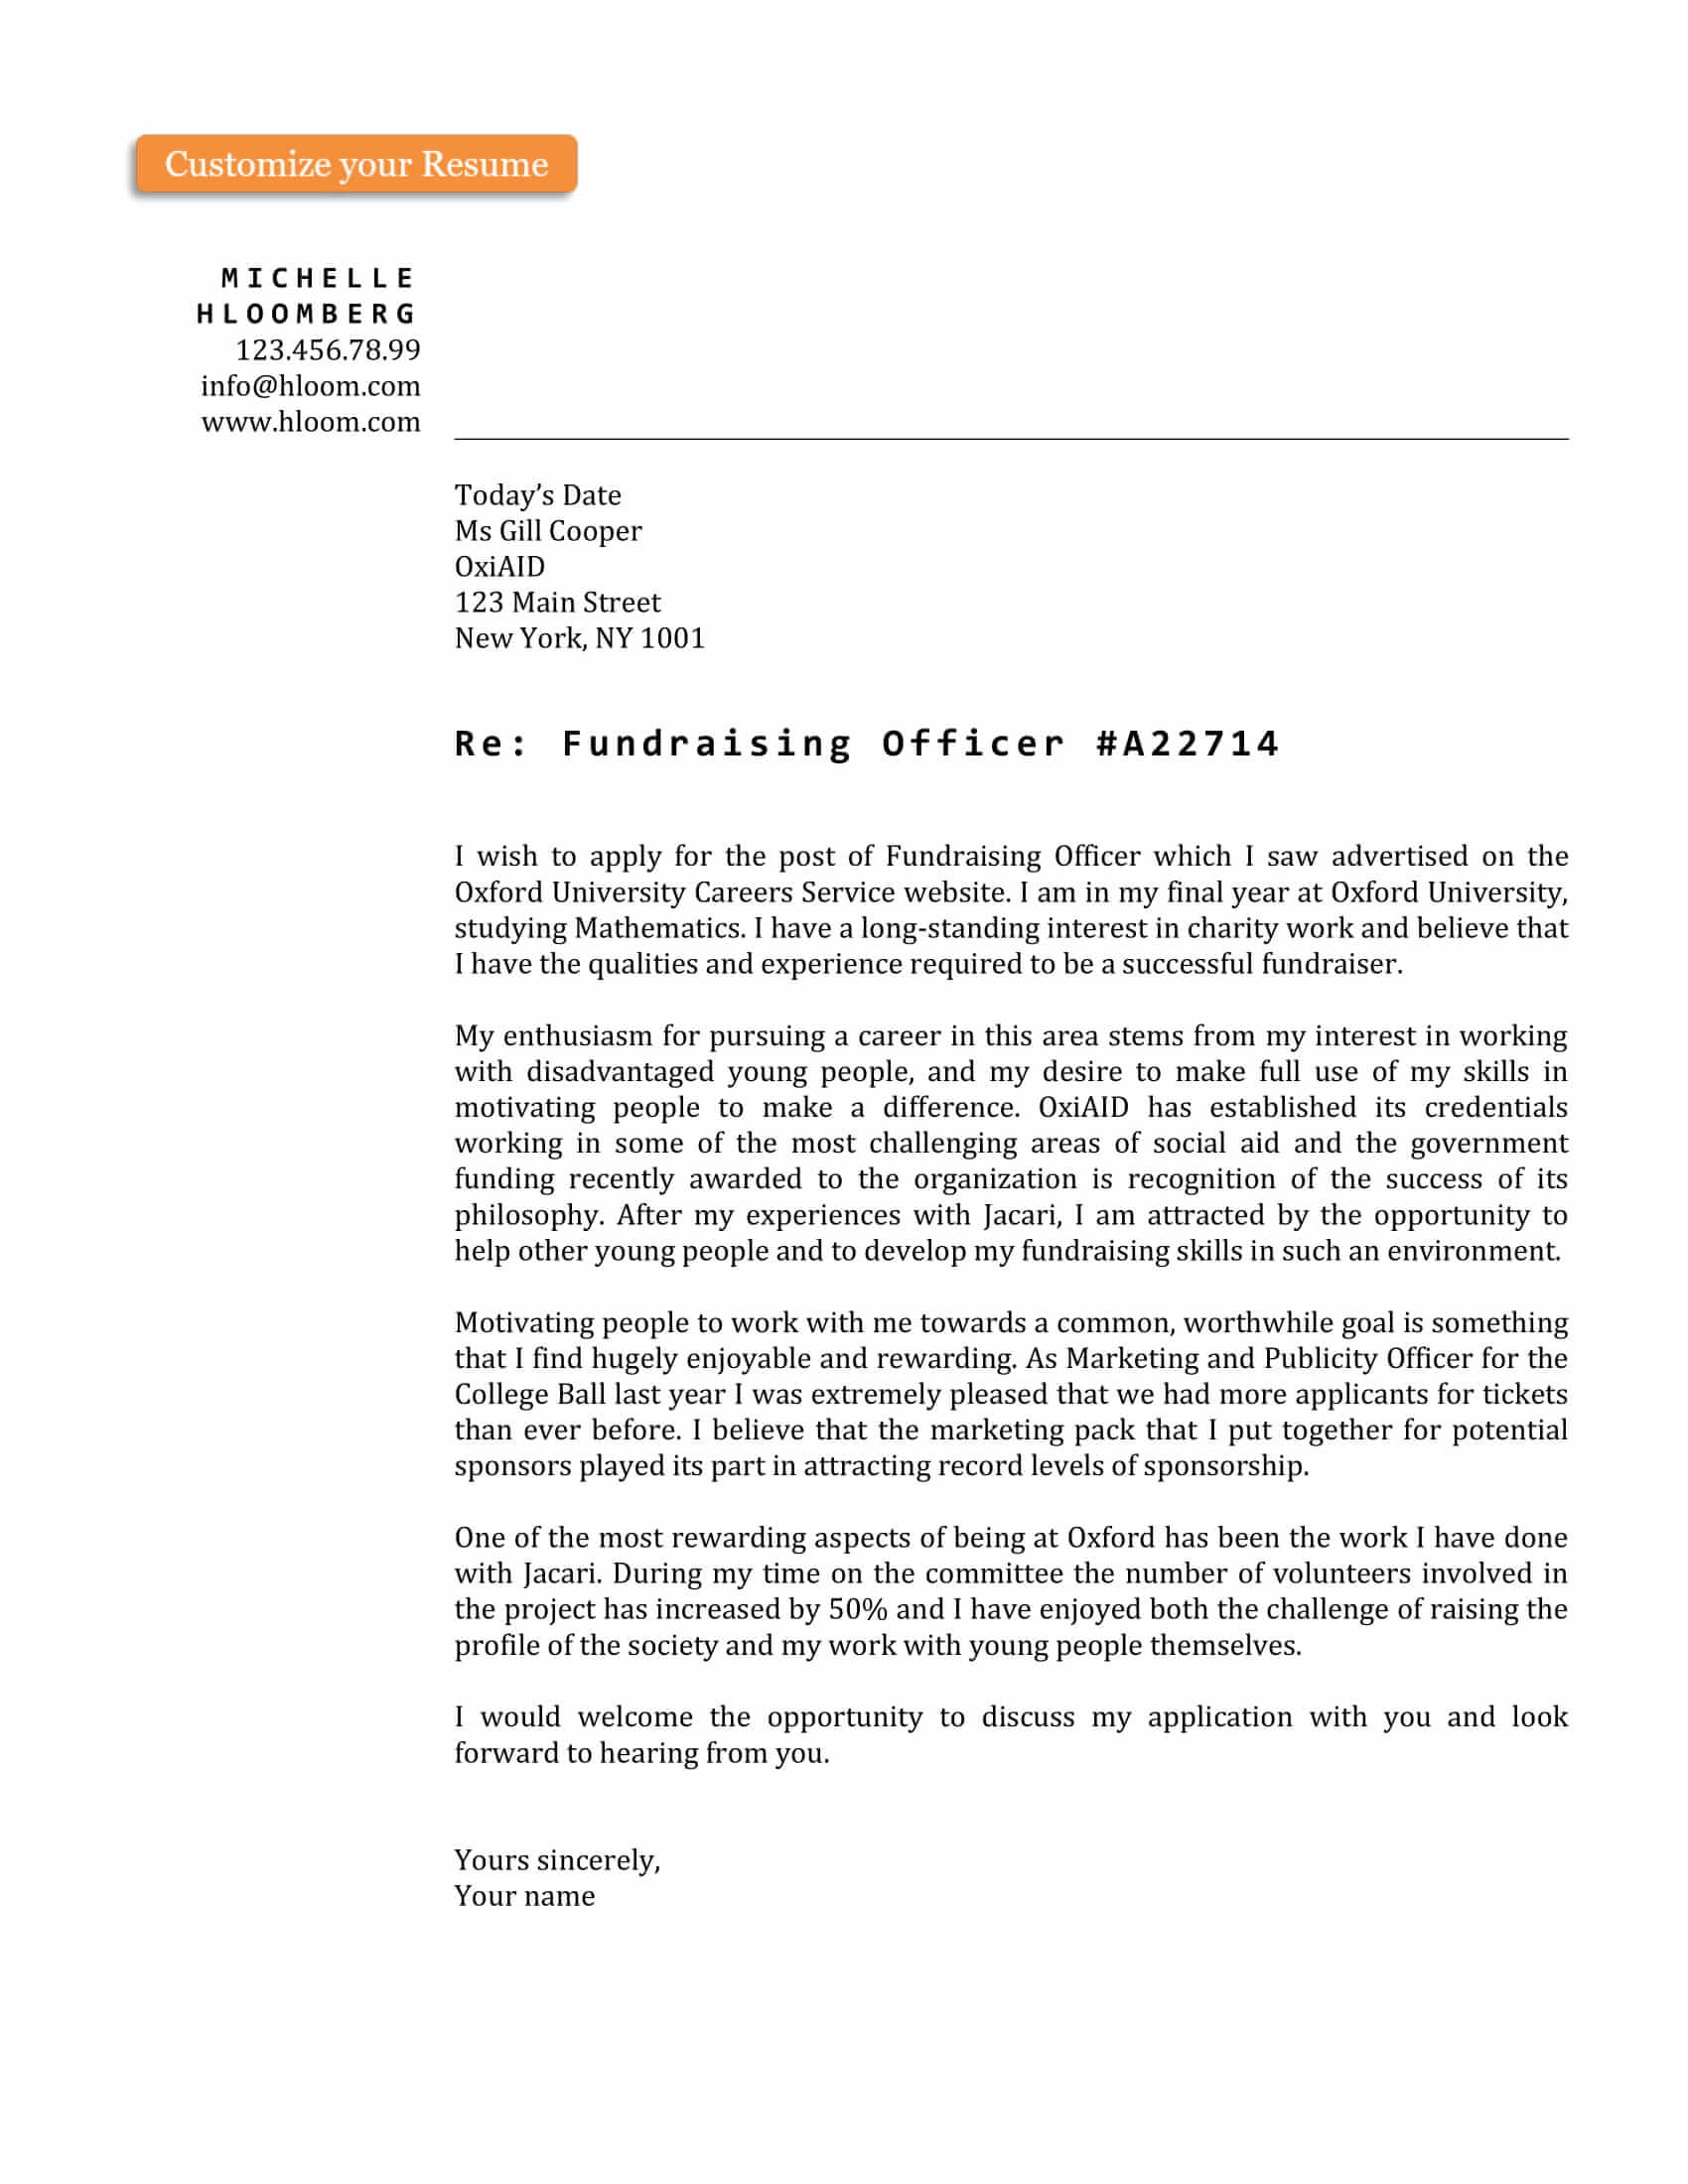 Customize your Resume
MICHELLE
HLOOMBERG
123.456.78.99
info@hloom.com
www.hloom.com
Today’s Date
Ms Gill Cooper
OxiAID
123 Main Street
New York, NY 1001
Re: Fundraising Officer #A22714
I wish to apply for the post of Fundraising Officer which I saw advertised on the
Oxford University Careers Service website. I am in my final year at Oxford University,
studying Mathematics. I have a long-standing interest in charity work and believe that
I have the qualities and experience required to be a successful fundraiser.
My enthusiasm for pursuing a career in this area stems from my interest in working
with disadvantaged young people, and my desire to make full use of my skills in
motivating people to make a difference. OxiAID has established its credentials
working in some of the most challenging areas of social aid and the government
funding recently awarded to the organization is recognition of the success of its
philosophy. After my experiences with Jacari, I am attracted by the opportunity to
help other young people and to develop my fundraising skills in such an environment.
Motivating people to work with me towards a common, worthwhile goal is something
that I find hugely enjoyable and rewarding. As Marketing and Publicity Officer for the
College Ball last year I was extremely pleased that we had more applicants for tickets
than ever before. I believe that the marketing pack that I put together for potential
sponsors played its part in attracting record levels of sponsorship.
One of the most rewarding aspects of being at Oxford has been the work I have done
with Jacari. During my time on the committee the number of volunteers involved in
the project has increased by 50% and I have enjoyed both the challenge of raising the
profile of the society and my work with young people themselves.
I would welcome the opportunity to discuss my application with you and look
forward to hearing from you.
Yours sincerely,
Your name